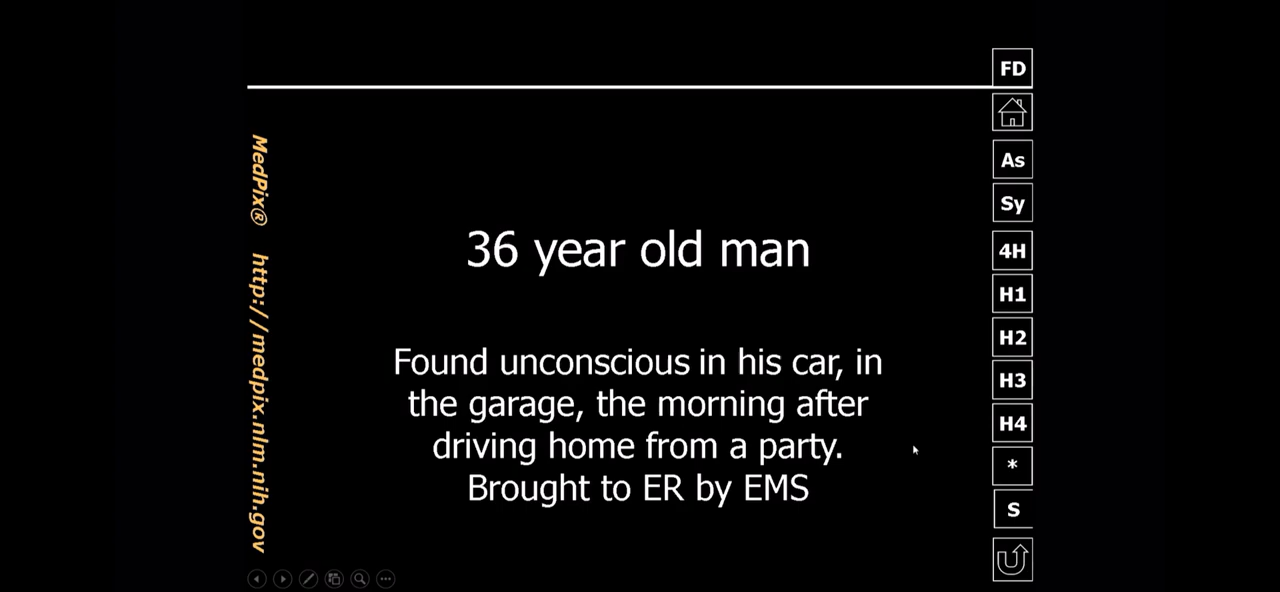 FD
As
Sy
4H
H1
H2
H3
H4
*
S
MedPix® http://medpix.nlm.nih.gov
36 year old man
Found unconscious in his car, in
the garage, the morning after
driving home from a party.
Brought to ER by EMS